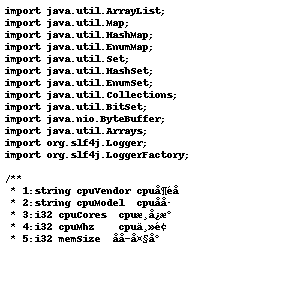 import java.util.ArrayList;
import java.util.Map;
import java.util.HashMap;
import java.util.EnumMap;
import java.util.Set;
import java.util.HashSet;
import java.util.EnumSet;
import java.util.Collections;
import java.util.BitSet;
import java.nio.ByteBuffer;
import java.util.Arrays;
import org.slf4j.Logger;
import org.slf4j.LoggerFactory;
/**
* 1:string cpuVendor cpuå¶éå
* 2:string cpuModel cpuåå·
* 3:i32 cpuCores cpuæ¸å¿æ°
* 4:i32 cpuMhz cpuä¸»é¢
* 5:i32 memSize åå-å¤§å°